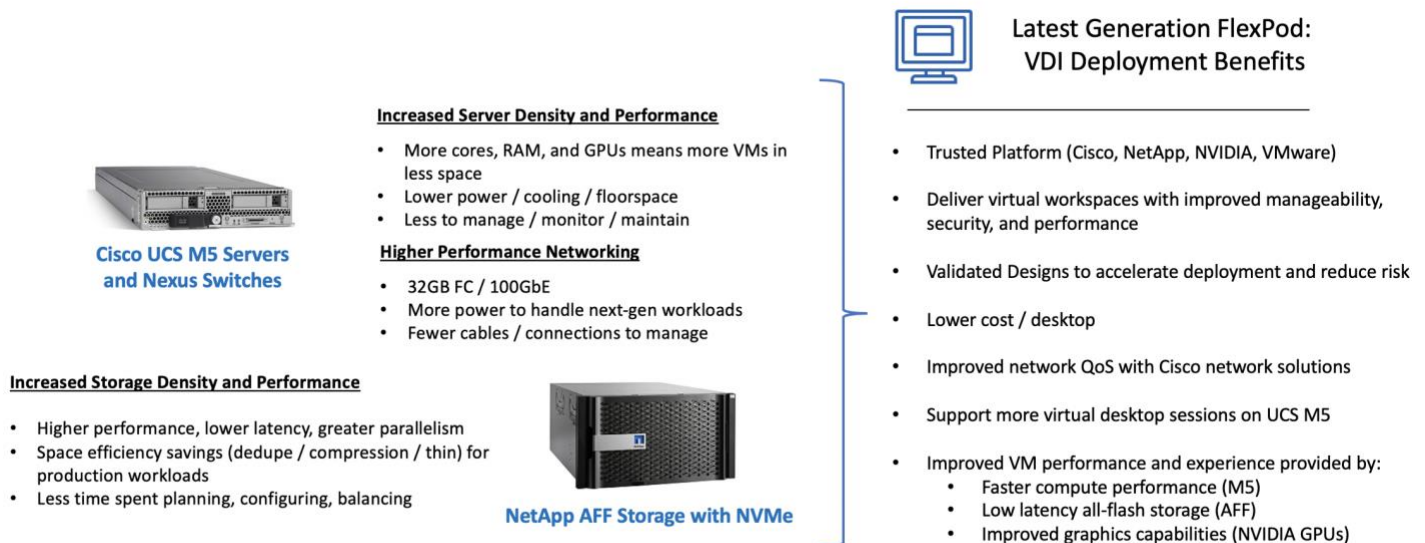 Latest Generation FlexPod:
VDI Deployment Benefits
Increased Server Density and Performance
• More cores, RAM, and GPUs means more VMs in
less space
• Lower power / cooling / floorspace
• Less to manage / monitor / maintain
Cisco UCS M5 Servers
and Nexus Switches
Higher Performance Networking
• 32GB FC / 100GbE
• More power to handle next-gen workloads
• Fewer cables / connections to manage
Increased Storage Density and Performance
• Higher performance, lower latency, greater parallelism
• Space efficiency savings (dedupe / compression / thin) for
production workloads
• Less time spent planning, configuring, balancing
NetApp AFF Storage with NVMe
• Trusted Platform (Cisco, NetApp, NVIDIA, VMware)
• Deliver virtual workspaces with improved manageability,
security, and performance
• Validated Designs to accelerate deployment and reduce risk
• Lower cost / desktop
• Improved network QoS with Cisco network solutions
• Support more virtual desktop sessions on UCS M5
• Improved VM performance and experience provided by:
• Faster compute performance (M5)
• Low latency all-flash storage (AFF)
• Improved graphics capabilities (NVIDIA GPUs)